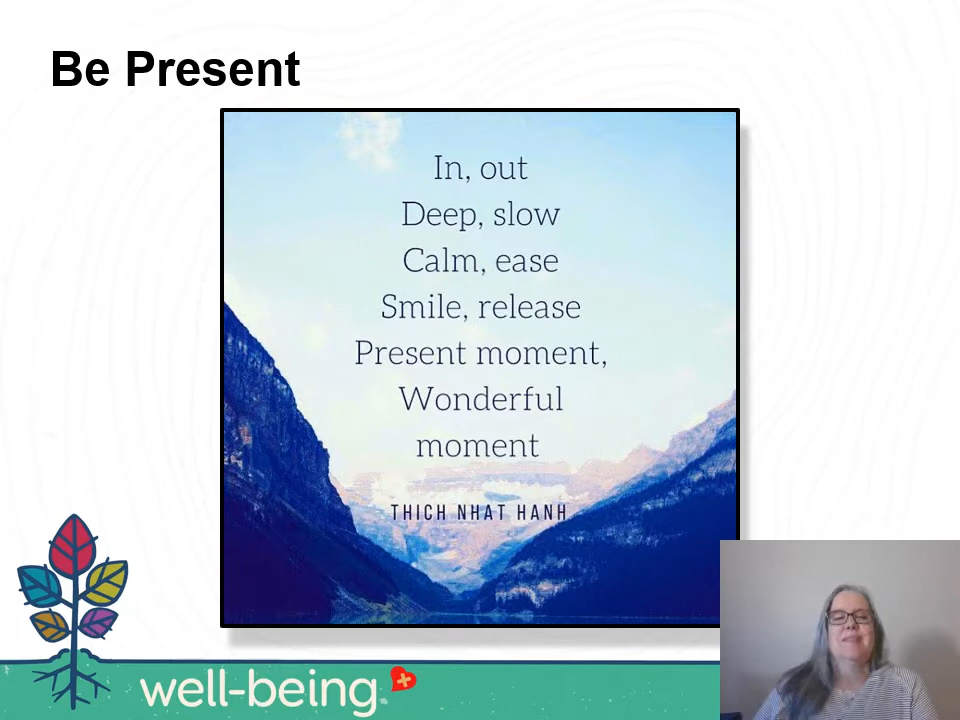 Be Present
In, out
Deep, slow
Calm, ease
Smile, release
Present moment,
Wonderful
moment
THICH NHAT HANH
well-being.